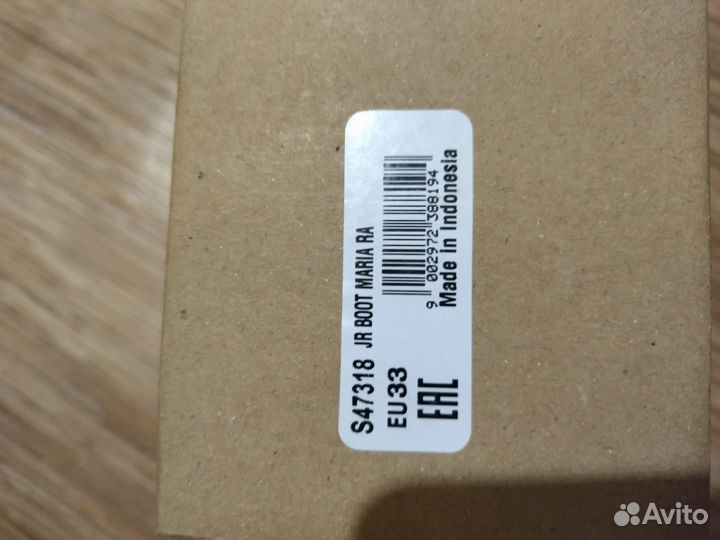 S47318 JR BOOT MARIA RA
EU33
EAC
9 002972 388194
Made in Indonesia
Avito